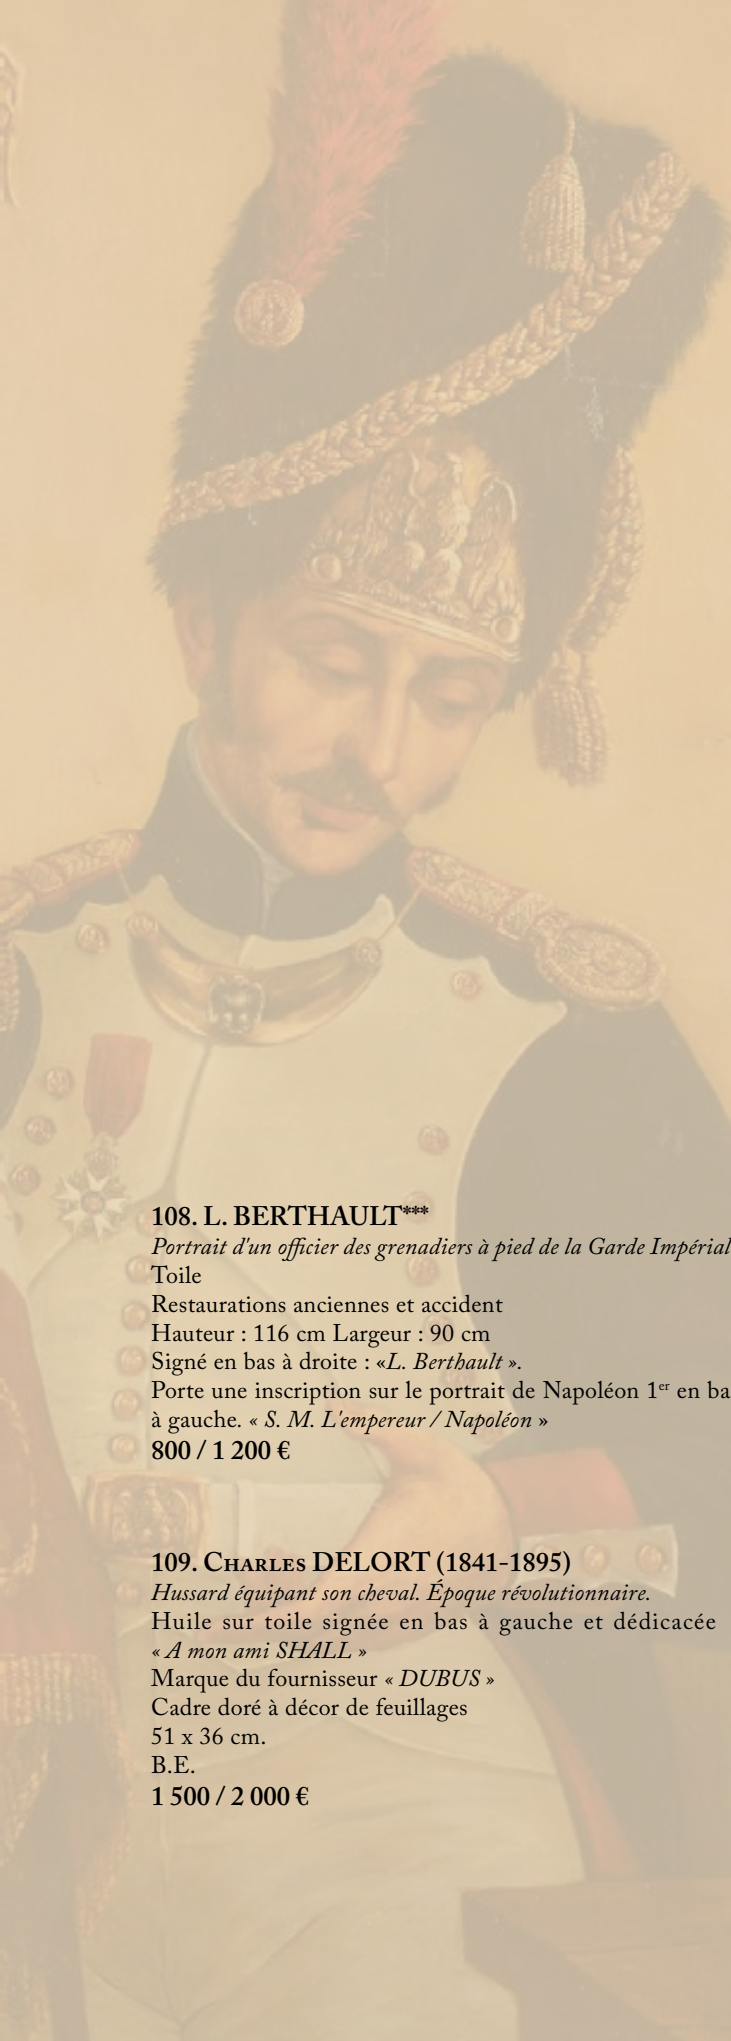 108. L. BERTHAULT***
Portrait d'un officier des grenadiers à pied de la Garde Impérial
Toile
Restaurations anciennes et accident
Hauteur : 116 cm Largeur : 90 cm
Signé en bas à droite : «L. Berthault ».
Porte une inscription sur le portrait de Napoléon 1er en ba
à gauche. « S. M. L'empereur / Napoléon »
800 / 1 200 €
109. CHARLES DELORT (1841-1895)
Hussard équipant son cheval. Époque révolutionnaire.
Huile sur toile signée en bas à gauche et dédicacée
« A mon ami SHALL »
Marque du fournisseur « DUBUS »
Cadre doré à décor de feuillages
51 x 36 cm.
B.E.
1 500 / 2 000 €